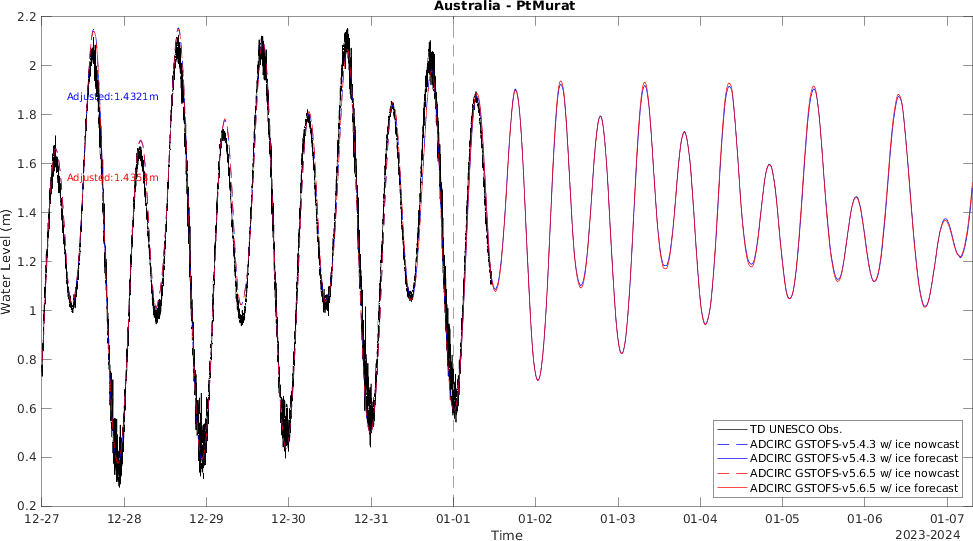 Australia - PtMurat
2.2
2
1.8
1.6
1.4
1.2
1
0.8
0.6
0.4
0.2
Water Level (m)
Adjusted:1.4321m
TD UNESCO Obs.
ADCIRC GSTOFS-v5.4.3 w/ ice nowcast
ADCIRC GSTOFS-v5.4.3 w/ ice forecast
ADCIRC GSTOFS-v5.6.5 w/ ice nowcast
ADCIRC GSTOFS-v5.6.5 w/ ice forecast
12-27 12-28 12-29 12-30 12-31 01-01 01-02 01-03 01-04 01-05 01-06 01-07
Time
2023-2024